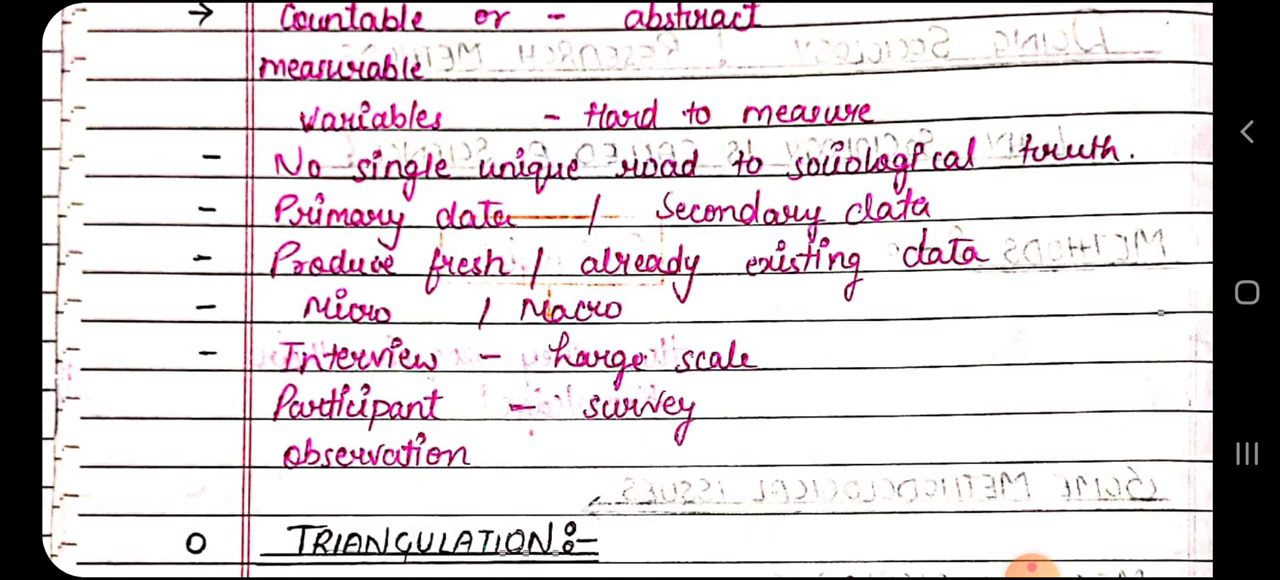 → Countable or - abstract
measurable
variables - Hard to measure
- No single unique road to sociological truth.
- Primary data / Secondary data
- Produce fresh / already existing data
- Micro / Macro
- Interview - Large scale
Participant - survey
observation
O TRIANGULATION:-